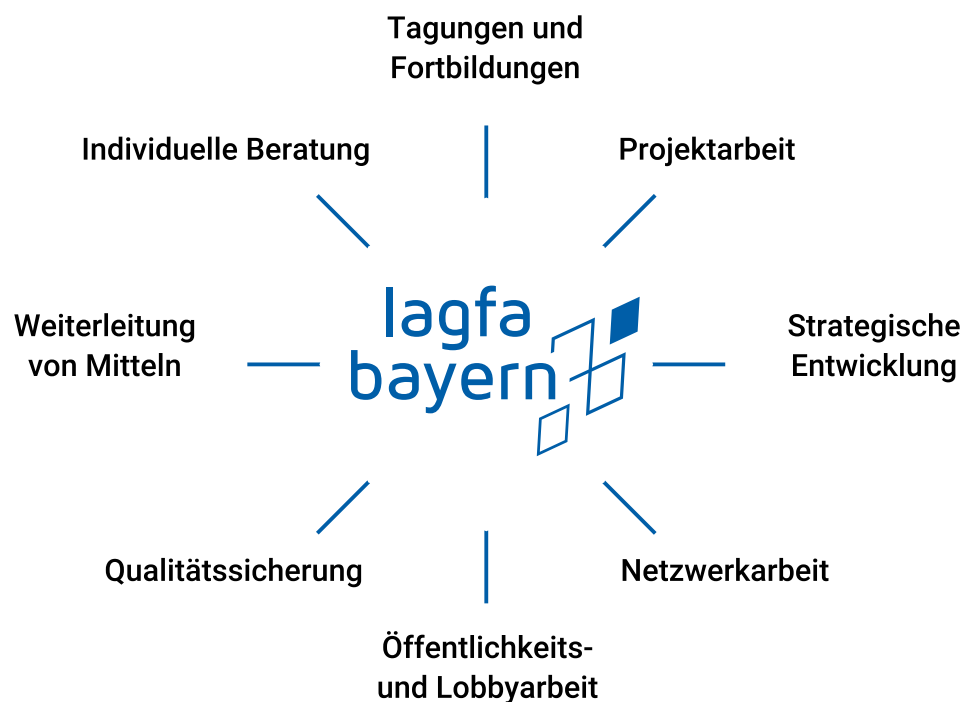 Tagungen und
Fortbildungen
Individuelle Beratung
Projektarbeit
lagfa
bayern
Weiterleitung
von Mitteln
Strategische
Entwicklung
Qualitätssicherung
Netzwerkarbeit
Öffentlichkeits-
und Lobbyarbeit